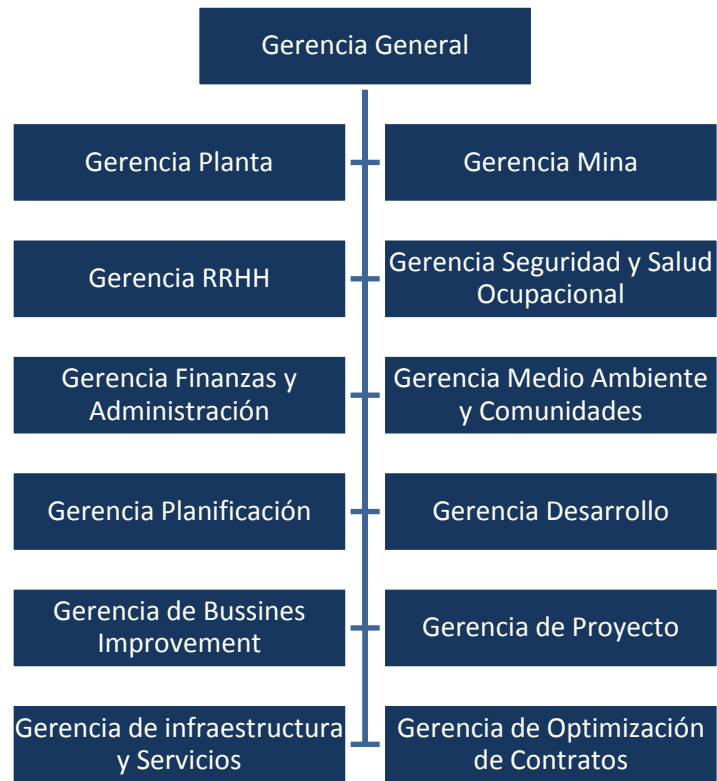 Gerencia General
Gerencia Planta
Gerencia Mina
Gerencia RRHH
Gerencia Seguridad y Salud
Ocupacional
Gerencia Finanzas y
Administración
Gerencia Medio Ambiente
y Comunidades
Gerencia Planificación
Gerencia Desarrollo
Gerencia de Bussines
Improvement
Gerencia de Proyecto
Gerencia de infraestructura
y Servicios
Gerencia de Optimización
de Contratos